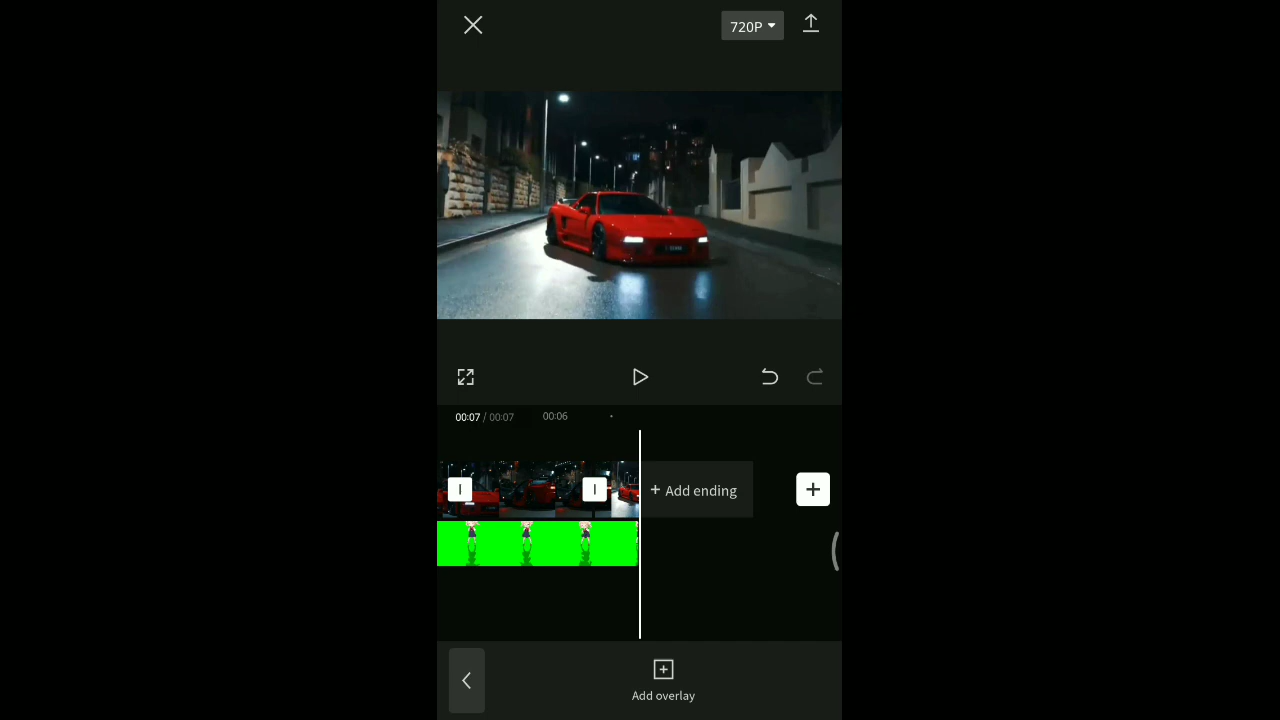 720P
00:07 / 00:07
00:06
+ Add ending
Add overlay